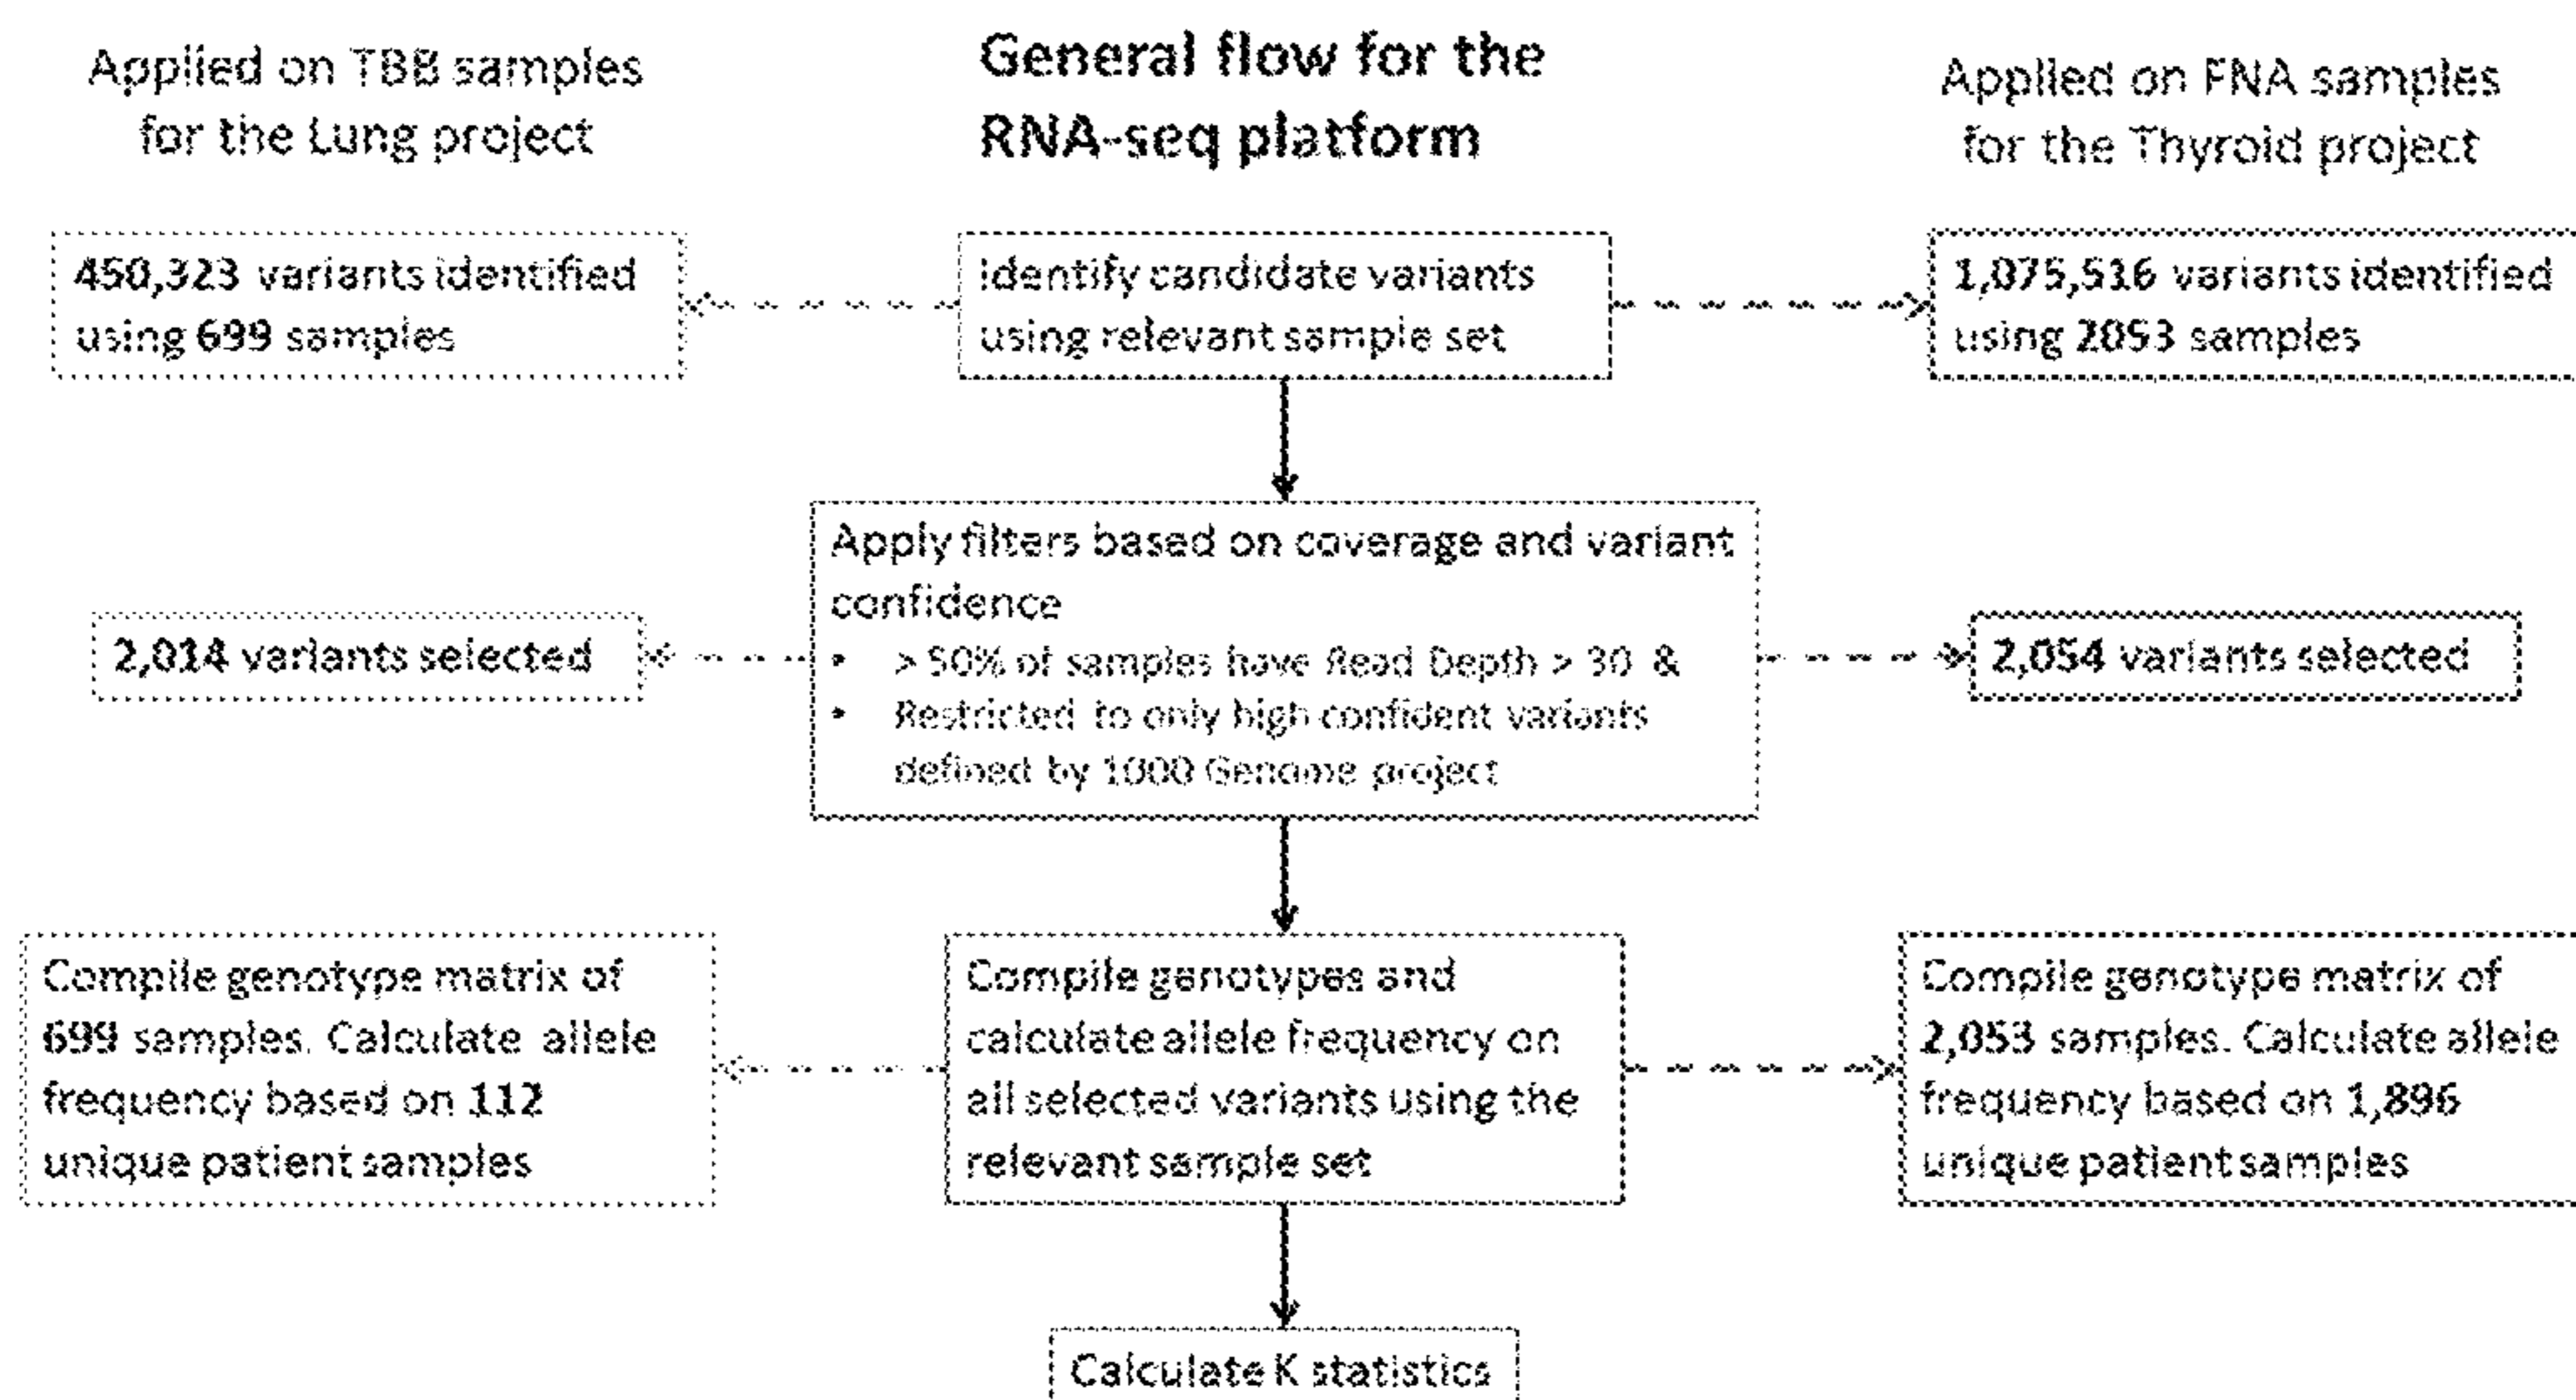 Applied on TBB samples
for the Lung project
General flow for the
RNA-seq platform
Applied on FNA samples
for the Thyroid project
450,323 variants identified
using 699 samples
Identify candidate variants
using relevant sample set
1,075,516 variants identified
using 2053 samples
Apply filters based on coverage and variant
confidence
• > 50% of samples have Read Depth > 30 &
• Restricted to only high confident variants
defined by 1000 Genome project
2,014 variants selected
2,054 variants selected
Compile genotype matrix of
699 samples. Calculate allele
frequency based on 112
unique patient samples
Compile genotypes and
calculate allele frequency on
all selected variants using the
relevant sample set
Compile genotype matrix of
2,053 samples. Calculate allele
frequency based on 1,896
unique patient samples
Calculate K statistics